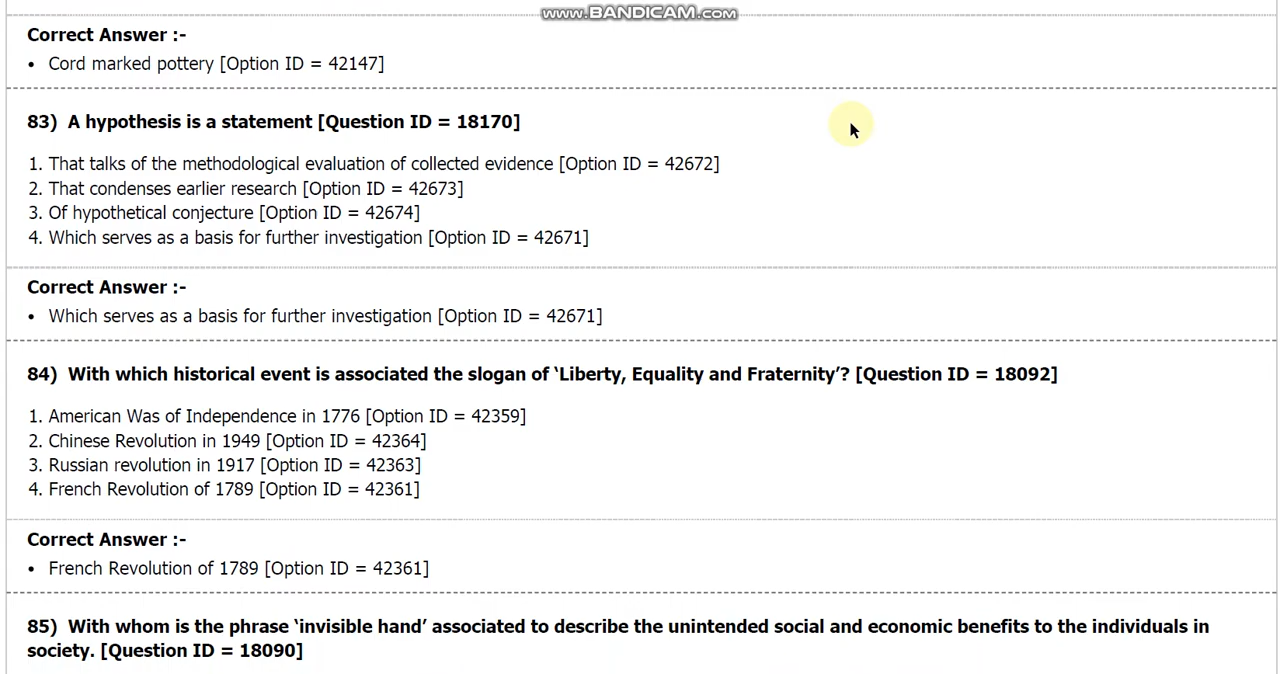 www.BANDICAM.com
Correct Answer :-
• Cord marked pottery [Option ID = 42147]
83) A hypothesis is a statement [Question ID = 18170]
1. That talks of the methodological evaluation of collected evidence [Option ID = 42672]
2. That condenses earlier research [Option ID = 42673]
3. Of hypothetical conjecture [Option ID = 42674]
4. Which serves as a basis for further investigation [Option ID = 42671]
Correct Answer :-
• Which serves as a basis for further investigation [Option ID = 42671]
84) With which historical event is associated the slogan of ‘Liberty, Equality and Fraternity’? [Question ID = 18092]
1. American Was of Independence in 1776 [Option ID = 42359]
2. Chinese Revolution in 1949 [Option ID = 42364]
3. Russian revolution in 1917 [Option ID = 42363]
4. French Revolution of 1789 [Option ID = 42361]
Correct Answer :-
• French Revolution of 1789 [Option ID = 42361]
85) With whom is the phrase ‘invisible hand’ associated to describe the unintended social and economic benefits to the individuals in
society. [Question ID = 18090]